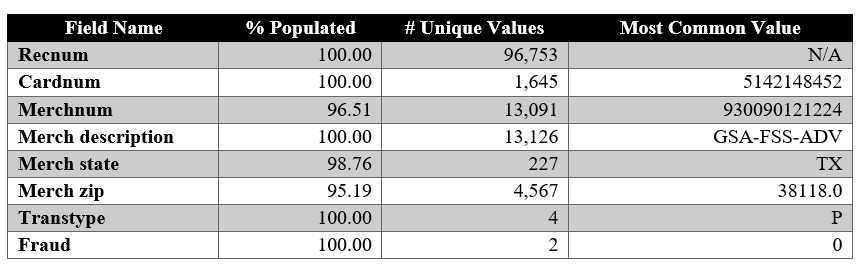 Field Name % Populated # Unique Values Most Common Value
Recnum 100.00 96,753 N/A
Cardnum 100.00 1,645 5142148452
Merchnum 96.51 13,091 930090121224
Merch description 100.00 13,126 GSA-FSS-ADV
Merch state 98.76 227 TX
Merch zip 95.19 4,567 38118.0
Transtype 100.00 4 P
Fraud 100.00 2 0